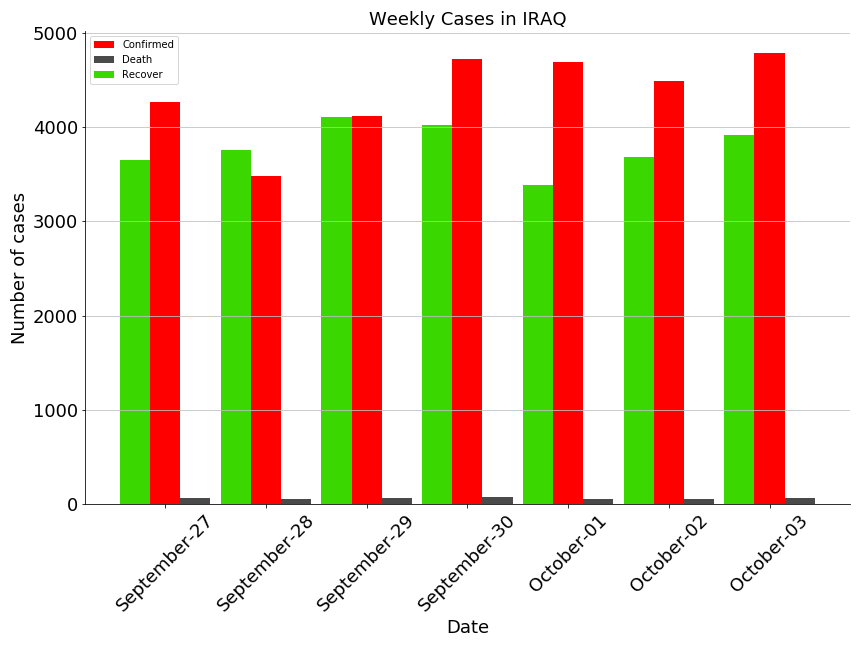 Weekly Cases in IRAQ
Confirmed
Death
Recover
Number of cases
5000
4000
3000
2000
1000
0
September-27
September-28
September-29
September-30
October-01
October-02
October-03
Date